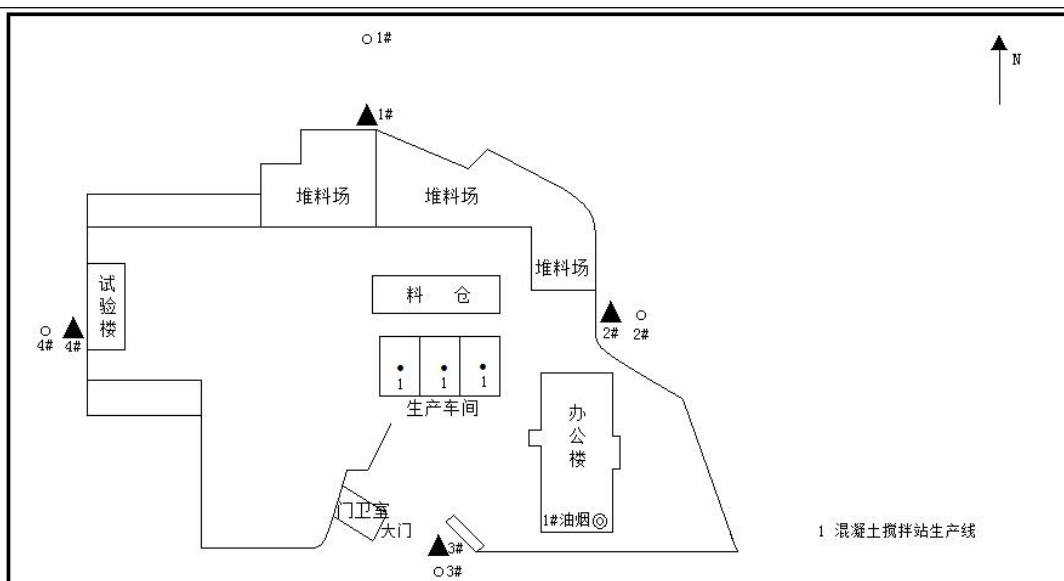 1#
N
1#
堆料场
堆料场
堆料场
试验楼
料 仓
2#
2#
4#
4#
1
1
1
生产车间
办公楼
门卫室
大门
1#油烟
3#
3#
1 混凝土搅拌站生产线